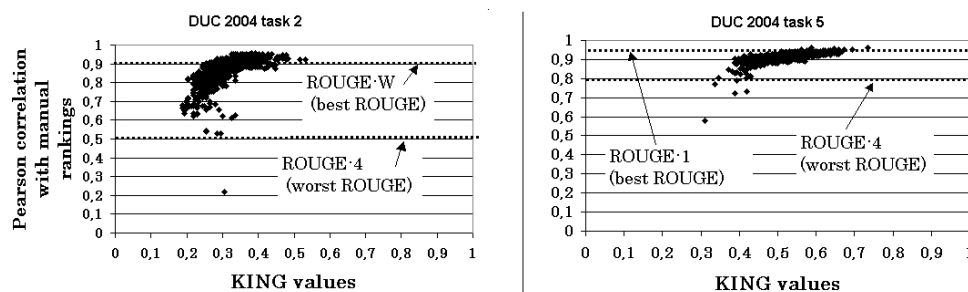 DUC 2004 task 2
Pearson correlation
with manual
rankings
1
0,9
0,8
0,7
0,6
0,5
0,4
0,3
0,2
0,1
0
ROUGE·W
(best ROUGE)
ROUGE·4
(worst ROUGE)
0 0,1 0,2 0,3 0,4 0,5 0,6 0,7 0,8 0,9 1
KING values
DUC 2004 task 5
1
0,9
0,8
0,7
0,6
0,5
0,4
0,3
0,2
0,1
0
ROUGE·1
(best ROUGE)
ROUGE·4
(worst ROUGE)
0 0,1 0,2 0,3 0,4 0,5 0,6 0,7 0,8 0,9 1
KING values